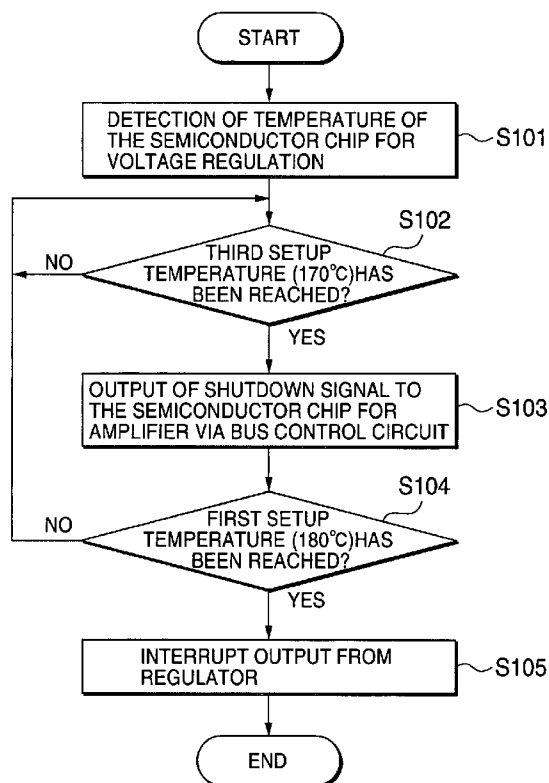 START
DETECTION OF TEMPERATURE OF
THE SEMICONDUCTOR CHIP FOR
VOLTAGE REGULATION
S101
S102
THIRD SETUP
TEMPERATURE (170°C)HAS
BEEN REACHED?
NO
YES
OUTPUT OF SHUTDOWN SIGNAL TO
THE SEMICONDUCTOR CHIP FOR
AMPLIFIER VIA BUS CONTROL CIRCUIT
S103
S104
FIRST SETUP
TEMPERATURE (180°C)HAS
BEEN REACHED?
NO
YES
INTERRUPT OUTPUT FROM
REGULATOR
S105
END